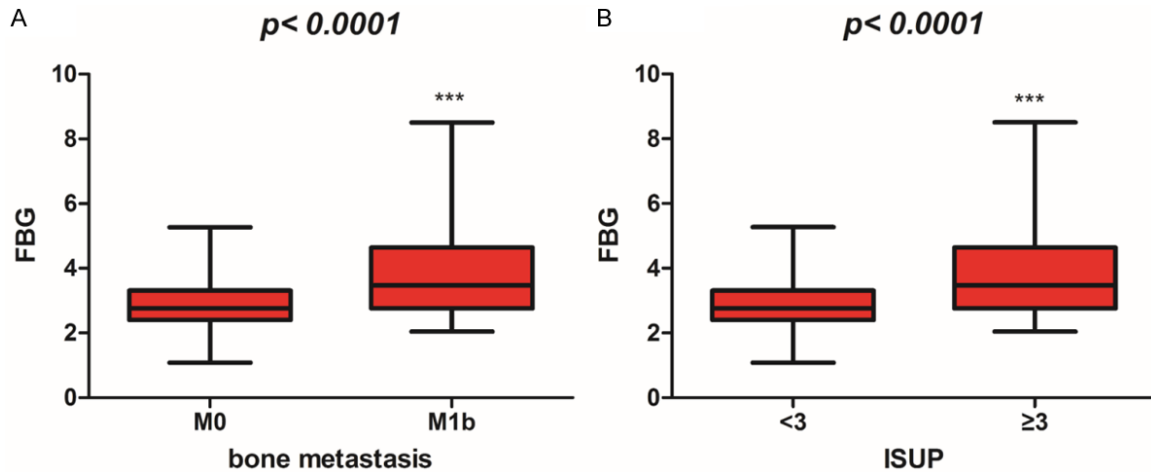 A
p< 0.0001
10
8
6
4
2
0
FBG
***
M0 M1b
bone metastasis
B
p< 0.0001
10
8
6
4
2
0
FBG
***
<3 ≥3
ISUP